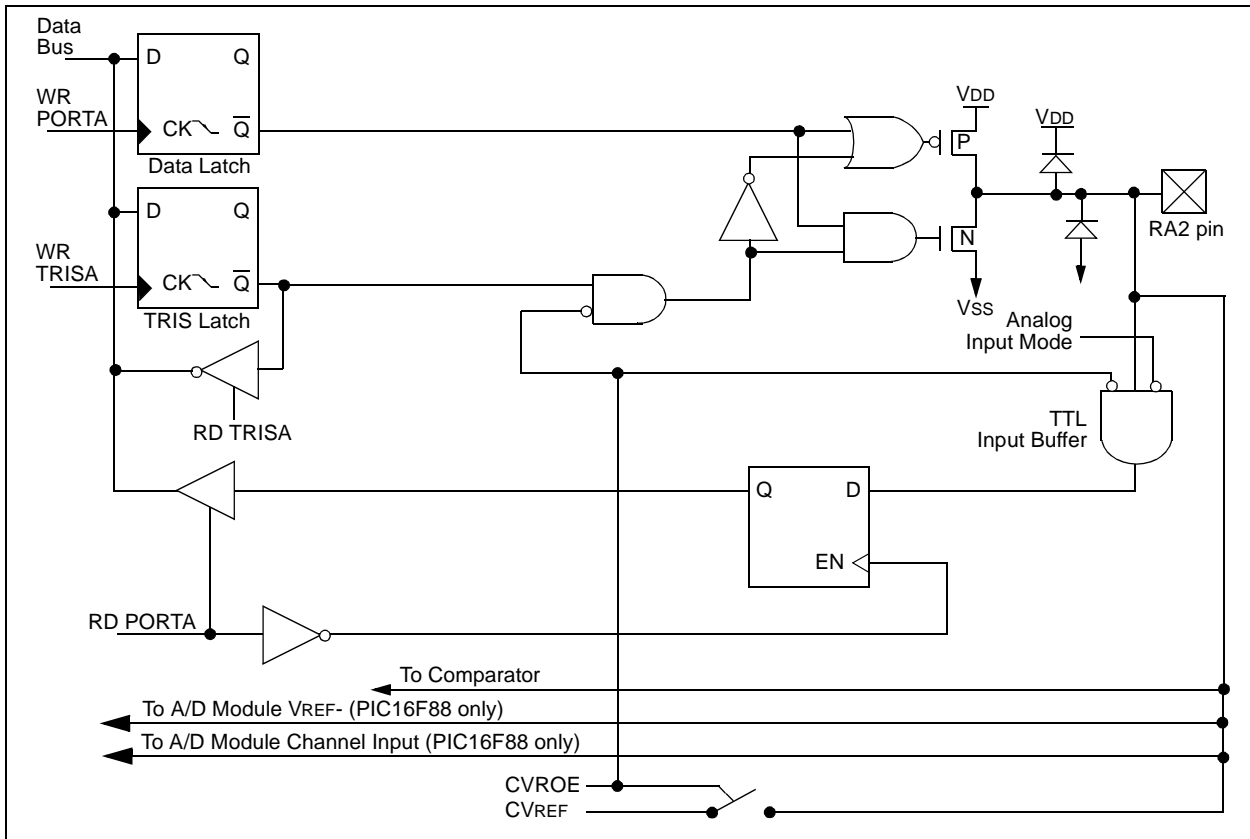 Data
Bus
D Q
WR
PORTA
CK Q̅
Data Latch
D Q
WR
TRISA
CK Q̅
TRIS Latch
RD TRISA
VDD
P
VDD
N
VSS
RA2 pin
Analog
Input Mode
TTL
Input Buffer
Q D
EN
RD PORTA
To Comparator
To A/D Module VREF- (PIC16F88 only)
To A/D Module Channel Input (PIC16F88 only)
CVROE
CVREF